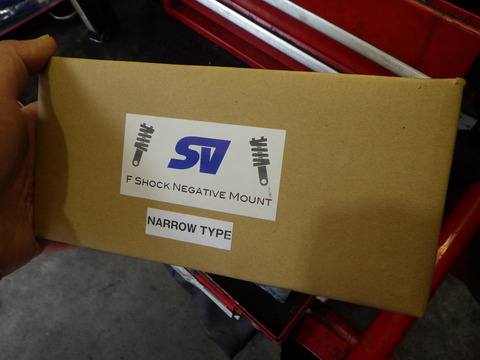 SV
F Shock Negative Mount
NARROW TYPE